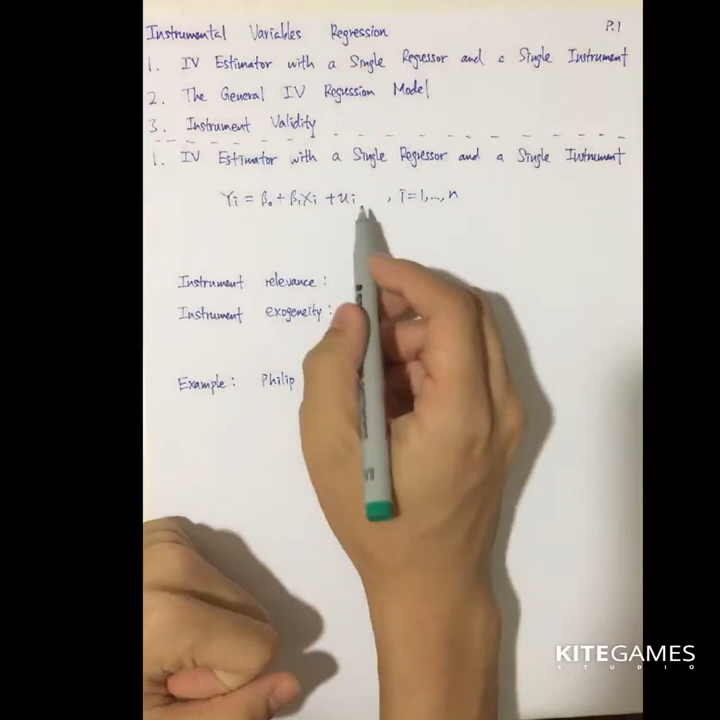 Instrumental Variables Regression P.1
1. IV Estimator with a Single Regressor and a Single Instrument
2. The General IV Regression Model
3. Instrument Validity
1. IV Estimator with a Single Regressor and a Single Intrument
Yi = β₀ + β₁Xi + ui , i=1,...,n
Instrument relevance:
Instrument exogeneity:
Example: Philip
KITEGAMES
STUDIO